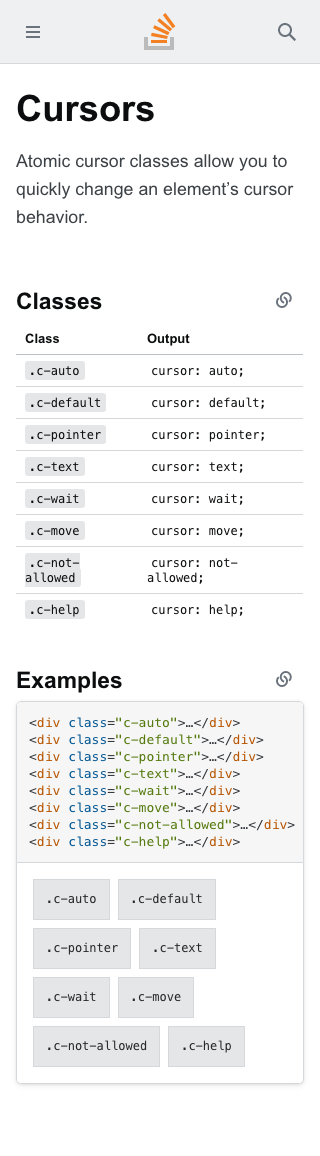 Cursors
Atomic cursor classes allow you to
quickly change an element’s cursor
behavior.
Classes
Class Output
.c-auto cursor: auto;
.c-default cursor: default;
.c-pointer cursor: pointer;
.c-text cursor: text;
.c-wait cursor: wait;
.c-move cursor: move;
.c-not- cursor: not-
allowed allowed;
.c-help cursor: help;
Examples
<div class="c-auto">…</div>
<div class="c-default">…</div>
<div class="c-pointer">…</div>
<div class="c-text">…</div>
<div class="c-wait">…</div>
<div class="c-move">…</div>
<div class="c-not-allowed">…</div>
<div class="c-help">…</div>
.c-auto .c-default
.c-pointer .c-text
.c-wait .c-move
.c-not-allowed .c-help